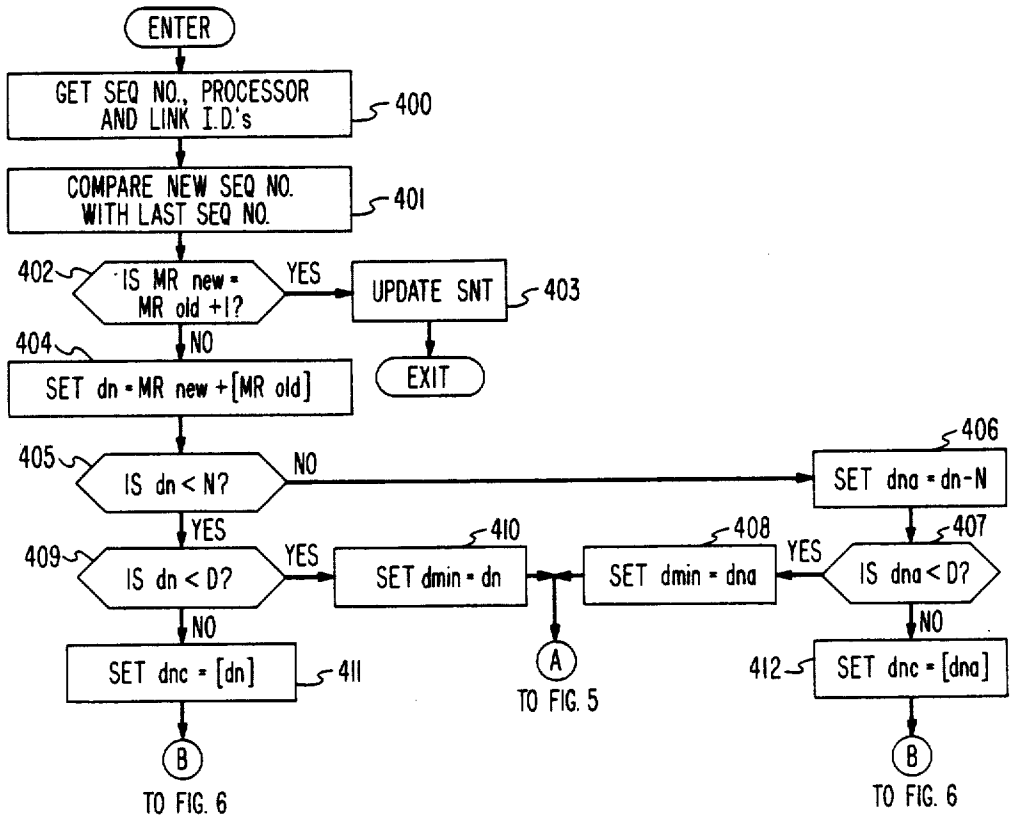 ENTER
GET SEQ NO., PROCESSOR
AND LINK I.D.'s
400
COMPARE NEW SEQ NO.
WITH LAST SEQ NO.
401
402
IS MR new =
MR old +1?
YES
UPDATE SNT
403
NO
EXIT
404
SET dn = MR new + [MR old]
405
IS dn < N?
NO
406
SET dna = dn-N
YES
409
IS dn < D?
YES
410
SET dmin = dn
408
SET dmin = dna
YES
407
IS dna < D?
NO
NO
SET dnc = [dn]
411
A
TO FIG. 5
412
SET dnc = [dna]
B
TO FIG. 6
B
TO FIG. 6